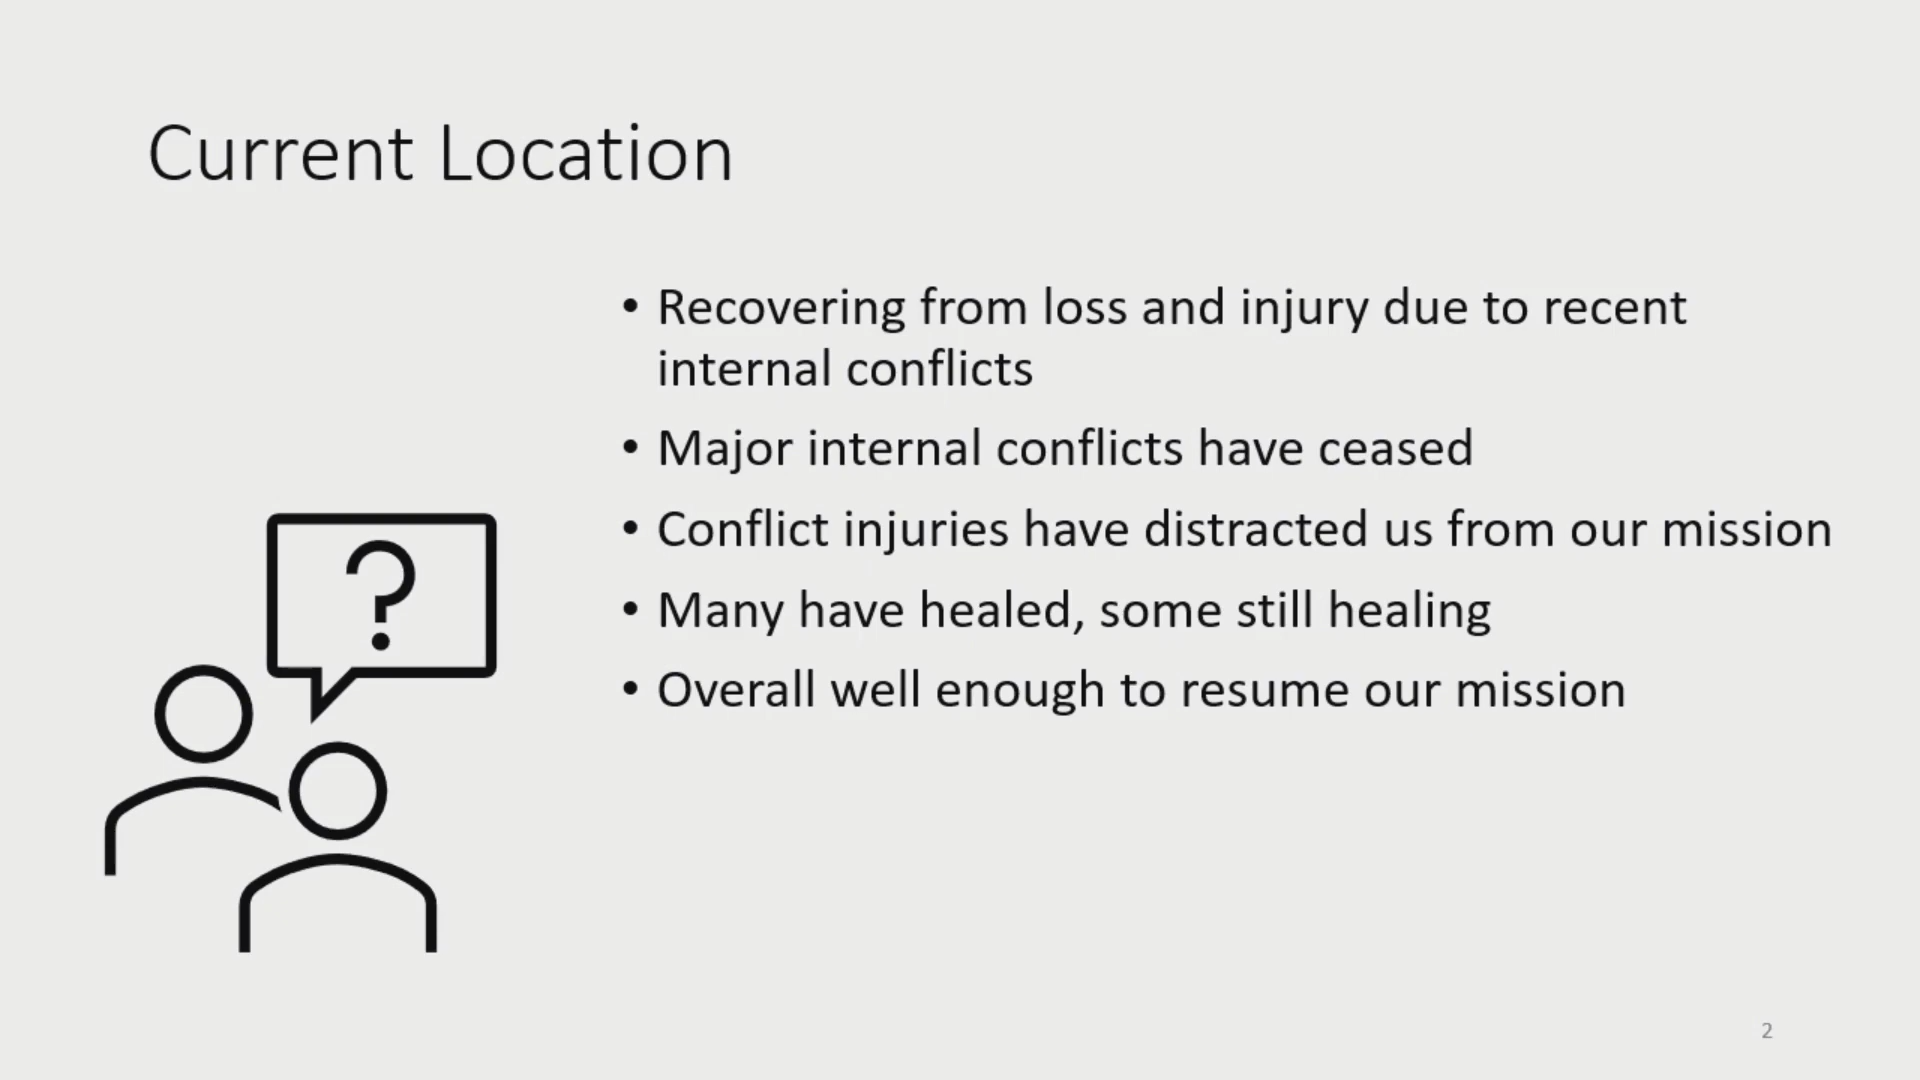 Current Location
• Recovering from loss and injury due to recent
internal conflicts
• Major internal conflicts have ceased
• Conflict injuries have distracted us from our mission
• Many have healed, some still healing
• Overall well enough to resume our mission
?
2